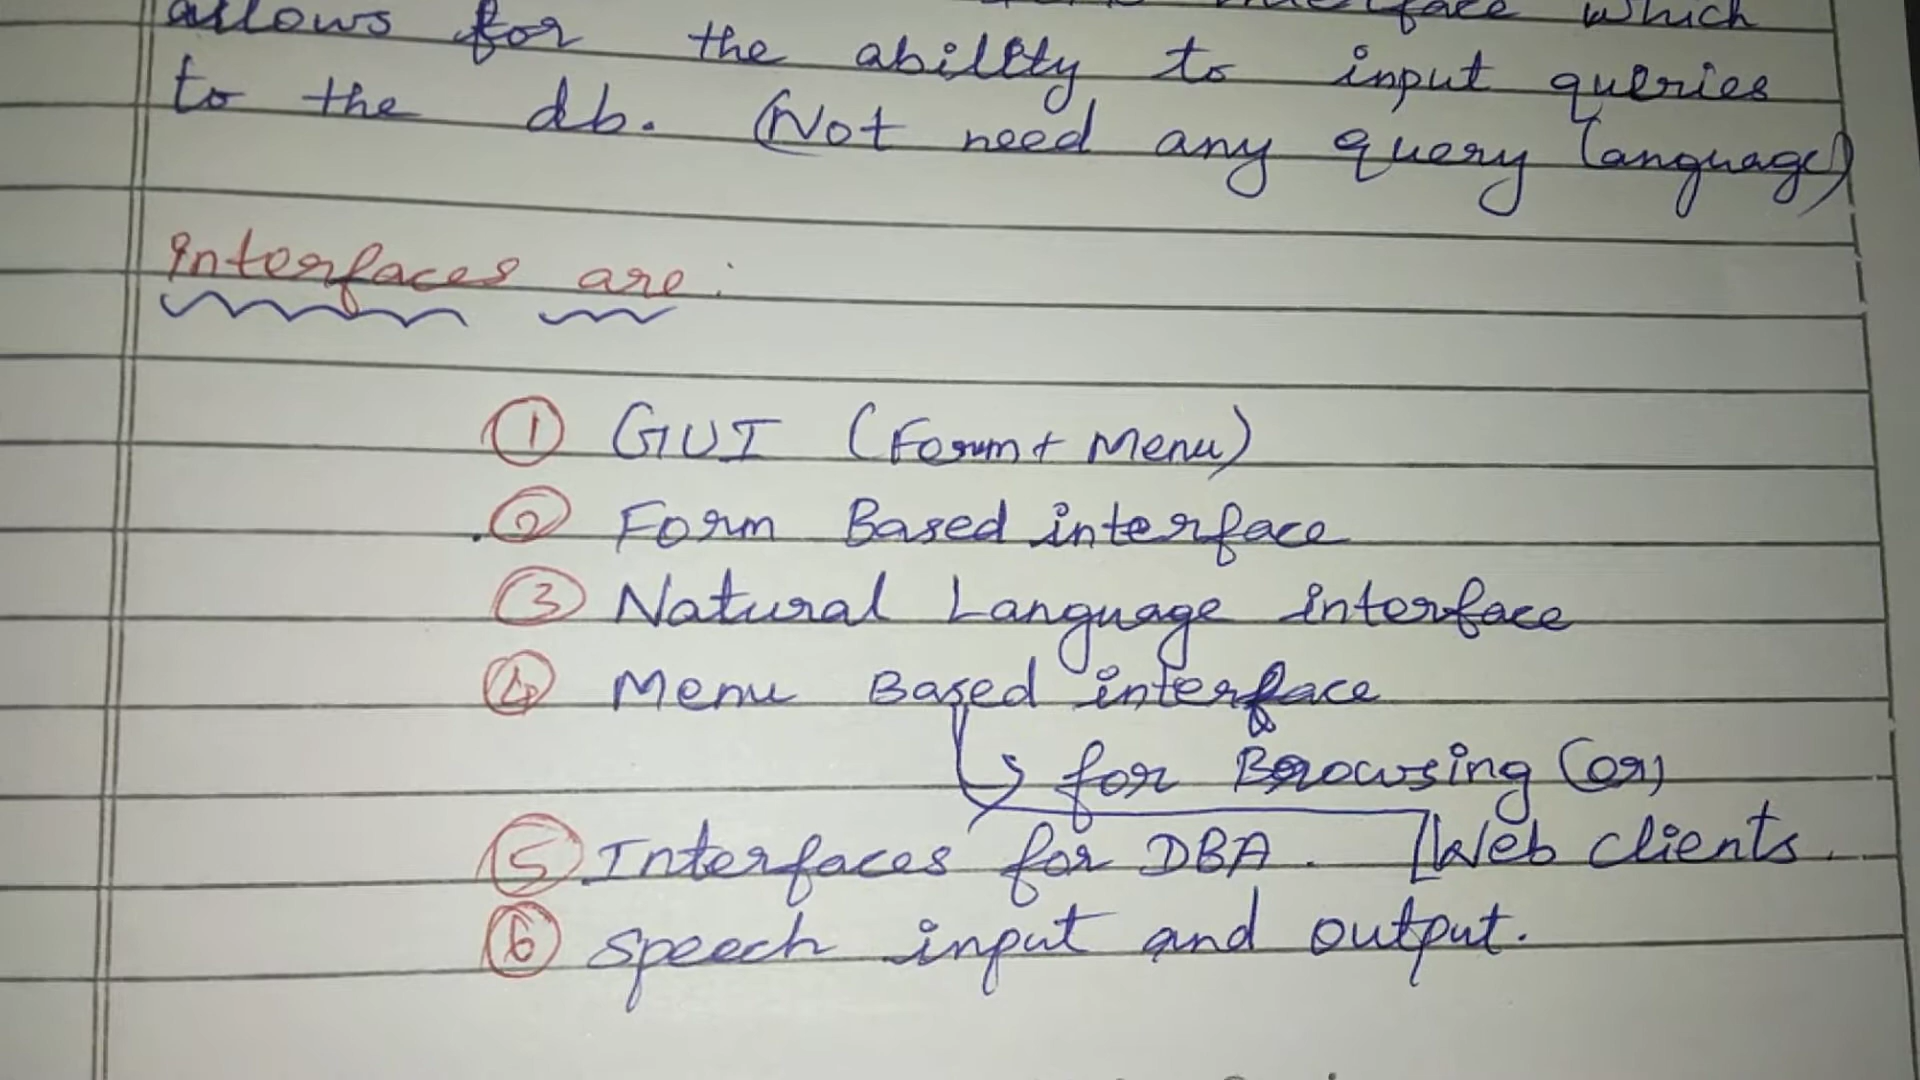 interface which
allows for the ability to input queries
to the db. (Not need any query language)
Interfaces are:
① GUI (Form + Menu)
② Form Based interface
③ Natural Language interface
④ Menu Based interface
↳ for Browsing (or)
⑤ Interfaces for DBA. [Web clients.
⑥ Speech input and output.